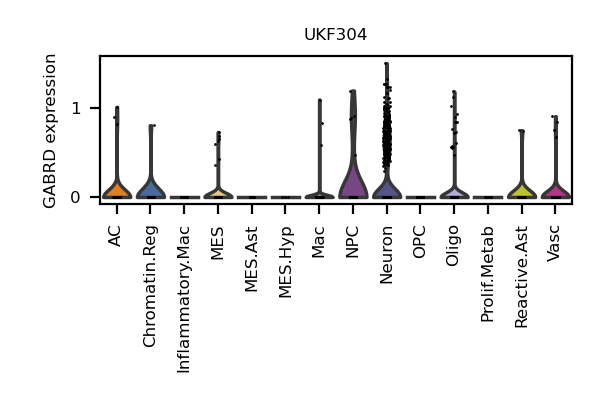 UKF304
GABRD expression
1
0
AC
Chromatin.Reg
Inflammatory.Mac
MES
MES.Ast
MES.Hyp
Mac
NPC
Neuron
OPC
Oligo
Prolif.Metab
Reactive.Ast
Vasc